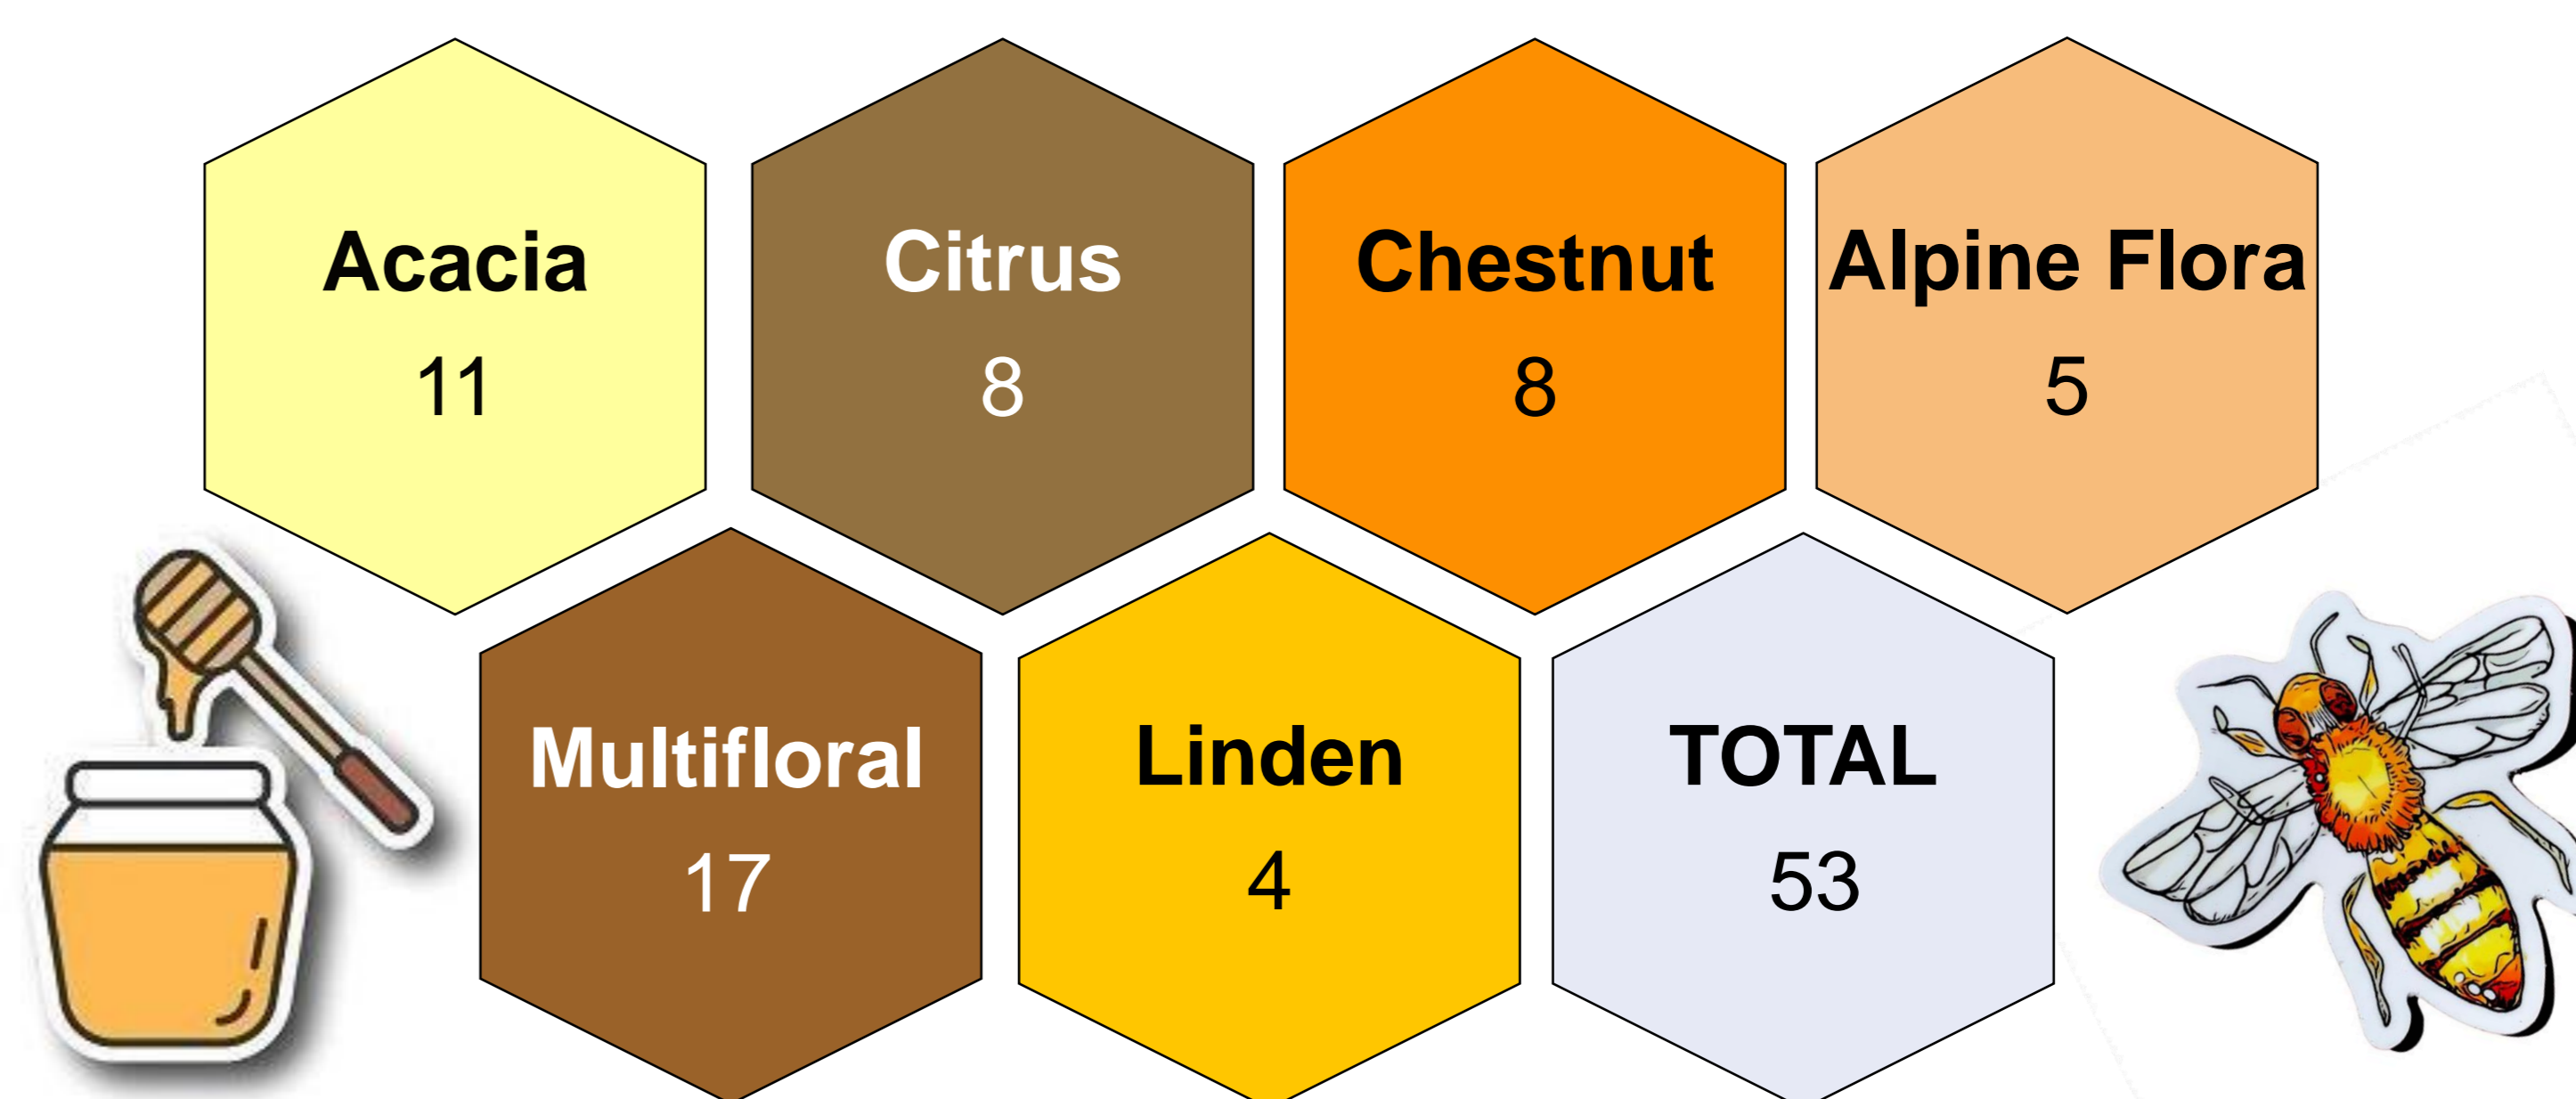 Acacia
11
Citrus
8
Chestnut
8
Alpine Flora
5
Multifloral
17
Linden
4
TOTAL
53